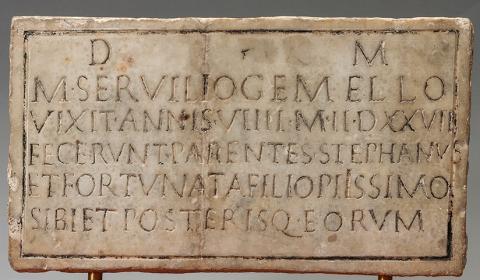 D M
M·SERVILIO GEMELLO
VIXIT·ANNIS VIIII·M·II·D XXVII
FECERVNT·PARENTES STEPHANVS
ET·FORTVNATA FILIO PIISSIMO
SIBI ET POSTERISQ·EORVM